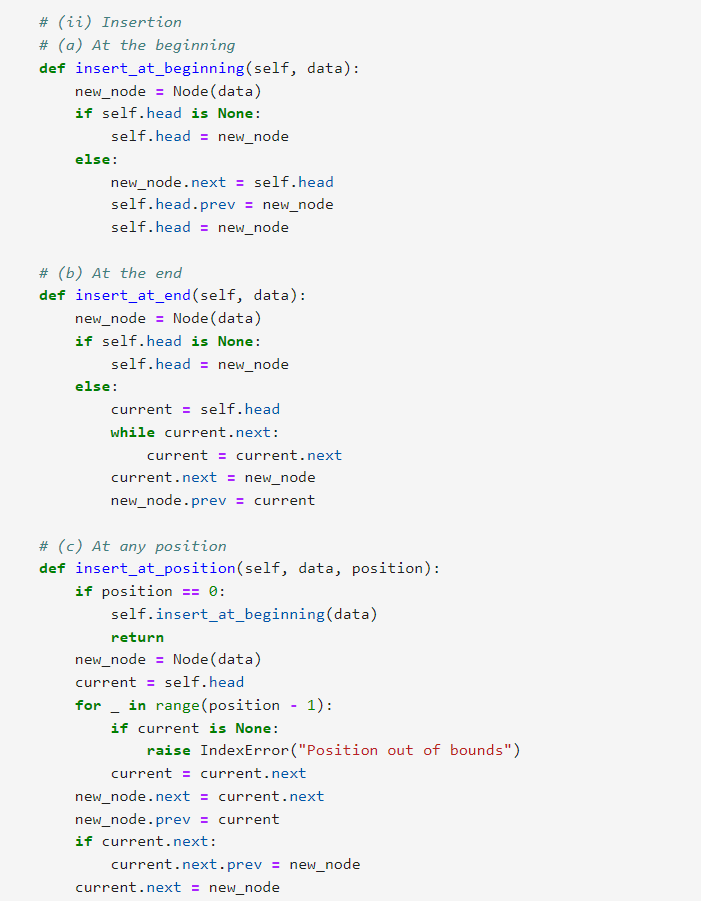 # (ii) Insertion
# (a) At the beginning
def insert_at_beginning(self, data):
    new_node = Node(data)
    if self.head is None:
        self.head = new_node
    else:
        new_node.next = self.head
        self.head.prev = new_node
        self.head = new_node

# (b) At the end
def insert_at_end(self, data):
    new_node = Node(data)
    if self.head is None:
        self.head = new_node
    else:
        current = self.head
        while current.next:
            current = current.next
        current.next = new_node
        new_node.prev = current

# (c) At any position
def insert_at_position(self, data, position):
    if position == 0:
        self.insert_at_beginning(data)
        return
    new_node = Node(data)
    current = self.head
    for _ in range(position - 1):
        if current is None:
            raise IndexError("Position out of bounds")
        current = current.next
    new_node.next = current.next
    new_node.prev = current
    if current.next:
        current.next.prev = new_node
    current.next = new_node